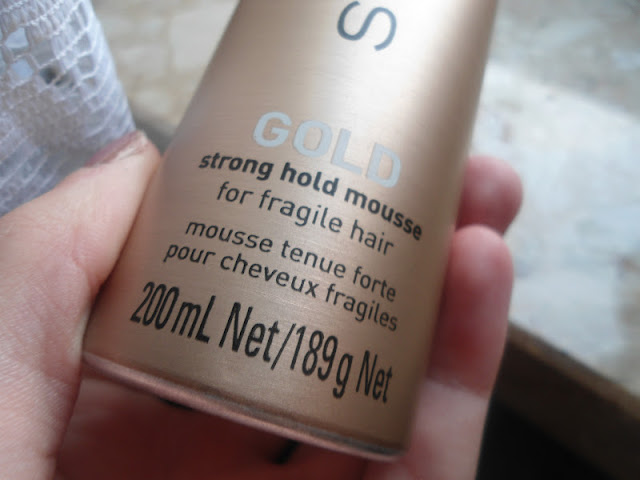 S
GOLD
strong hold mousse
for fragile hair
mousse tenue forte
pour cheveux fragiles
200mL Net/189g Net